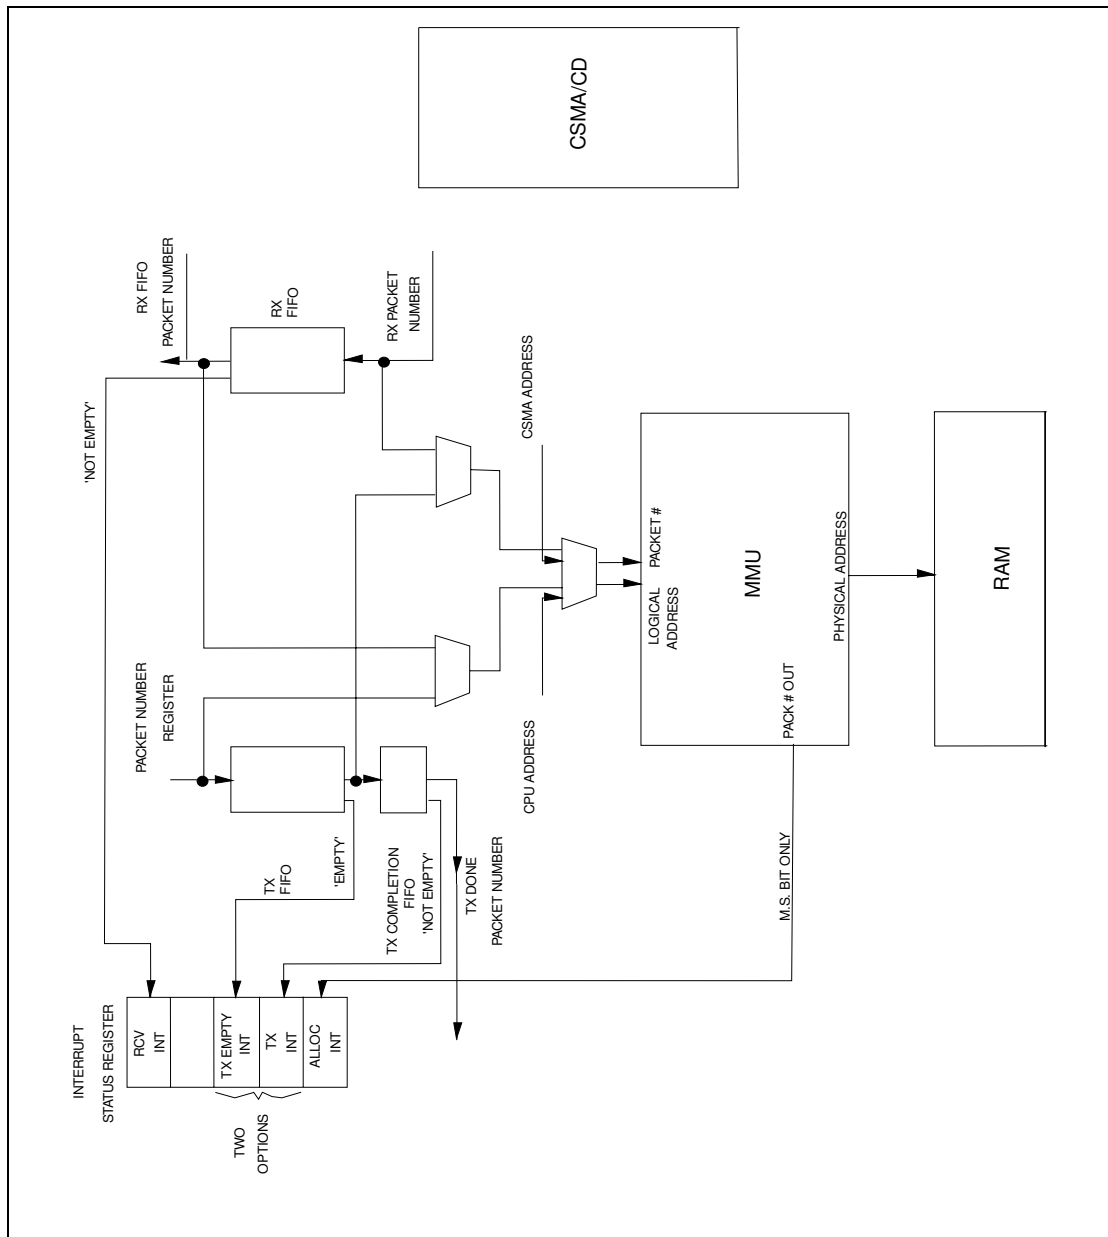 INTERRUPT
STATUS REGISTER
RCV
INT
TX EMPTY
INT
TX
INT
ALLOC
INT
TWO
OPTIONS
'NOT EMPTY'
RX FIFO
PACKET NUMBER
RX
FIFO
RX PACKET
NUMBER
PACKET NUMBER
REGISTER
TX
FIFO
'EMPTY'
TX COMPLETION
FIFO
'NOT EMPTY'
TX DONE
PACKET NUMBER
CPU ADDRESS
CSMA ADDRESS
CSMA/CD
LOGICAL
ADDRESS
PACKET #
MMU
PACK # OUT
PHYSICAL ADDRESS
M.S. BIT ONLY
RAM